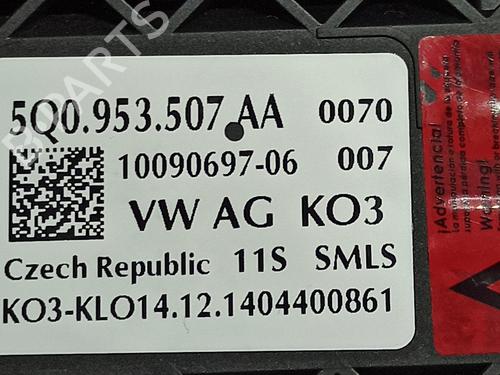 5Q0.953.507.AA 0070
10090697-06 007
VW AG KO3
Czech Republic 11S SMLS
KO3-KLO14.12.1404400861
¡Advertencia!
Warning!
B-PARTS